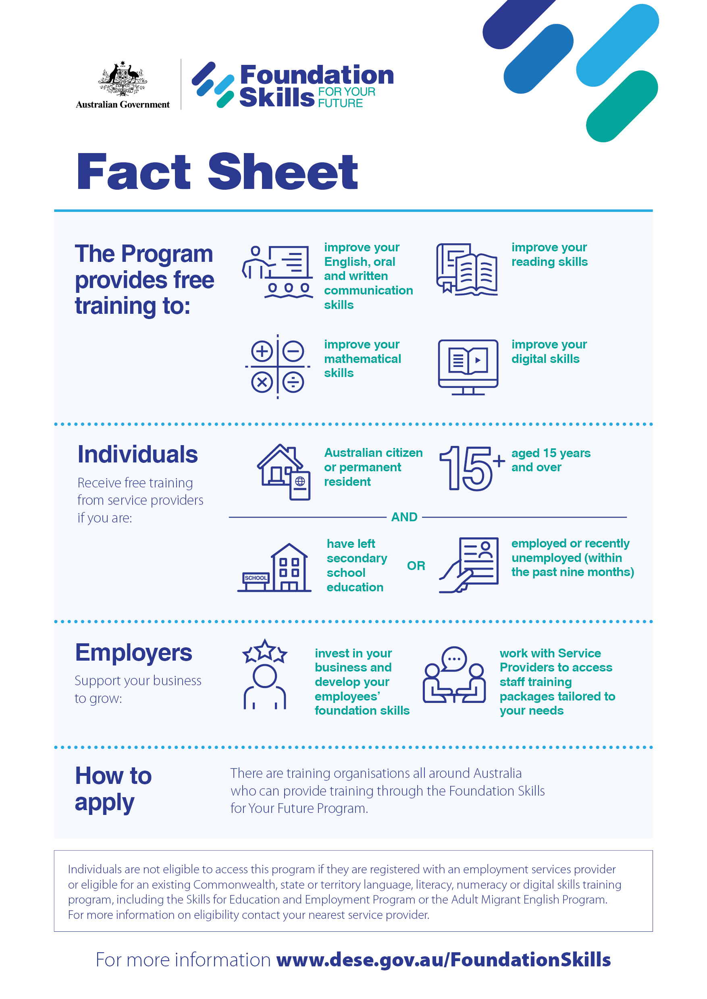 Australian Government
Foundation
Skills FOR YOUR
FUTURE
Fact Sheet
The Program
provides free
training to:
improve your
English, oral
and written
communication
skills
improve your
reading skills
improve your
mathematical
skills
improve your
digital skills
Individuals
Receive free training
from service providers
if you are:
Australian citizen
or permanent
resident
15+
aged 15 years
and over
AND
SCHOOL
have left
secondary
school
education
OR
employed or recently
unemployed (within
the past nine months)
Employers
Support your business
to grow:
invest in your
business and
develop your
employees’
foundation skills
work with Service
Providers to access
staff training
packages tailored to
your needs
How to
apply
There are training organisations all around Australia
who can provide training through the Foundation Skills
for Your Future Program.
Individuals are not eligible to access this program if they are registered with an employment services provider
or eligible for an existing Commonwealth, state or territory language, literacy, numeracy or digital skills training
program, including the Skills for Education and Employment Program or the Adult Migrant English Program.
For more information on eligibility contact your nearest service provider.
For more information www.dese.gov.au/FoundationSkills